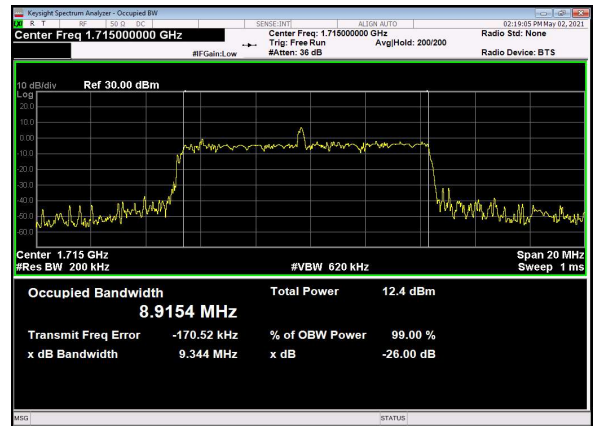 Keysight Spectrum Analyzer - Occupied BW
LXI R T RF 50 Ω DC SENSE:INT ALIGN AUTO 02:19:05 PM May 02, 2021
Center Freq 1.715000000 GHz
Center Freq: 1.715000000 GHz Radio Std: None
Trig: Free Run Avg|Hold: 200/200
#IFGain:Low #Atten: 36 dB Radio Device: BTS
10 dB/div Ref 30.00 dBm
Log
20.0
10.0
0.00
-10.0
-20.0
-30.0
-40.0
-50.0
-60.0
Center 1.715 GHz Span 20 MHz
#Res BW 200 kHz #VBW 620 kHz Sweep 1 ms
Occupied Bandwidth Total Power 12.4 dBm
8.9154 MHz
Transmit Freq Error -170.52 kHz % of OBW Power 99.00 %
x dB Bandwidth 9.344 MHz x dB -26.00 dB
MSG STATUS